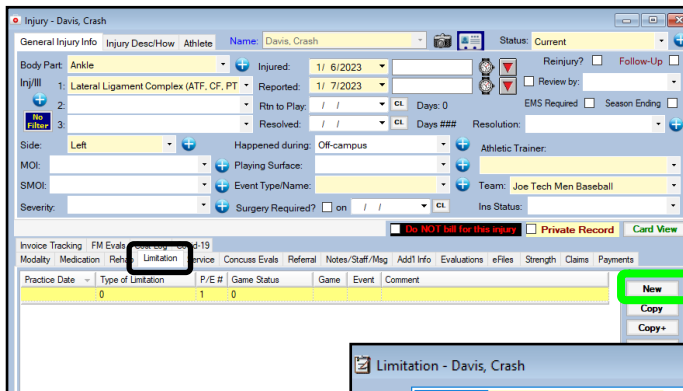 Injury - Davis, Crash
General Injury Info Injury Desc/How Athlete Name: Davis, Crash Status: Current
Body Part: Ankle Injured: 1/ 6/2023 Reinjury? Follow-Up
Inj/Ill 1: Lateral Ligament Complex (ATF, CF, PT Reported: 1/ 7/2023 Review by:
2: Rtn to Play: / / CL Days: 0 EMS Required Season Ending
No Filter 3: Resolved: / / CL Days ### Resolution:
Side: Left Happened during: Off-campus Athletic Trainer:
MOI: Playing Surface:
SMOI: Event Type/Name: Team: Joe Tech Men Baseball
Severity: Surgery Required? on / / CL Ins Status:
Do NOT bill for this injury Private Record Card View
Invoice Tracking FM Evals Cost Log Covid-19
Modality Medication Rehab Limitation Service Concuss Evals Referral Notes/Staff/Msg Add'l Info Evaluations eFiles Strength Claims Payments
Practice Date Type of Limitation P/E # Game Status Game Event Comment
0 1 0
New
Copy
Copy+
Limitation - Davis, Crash